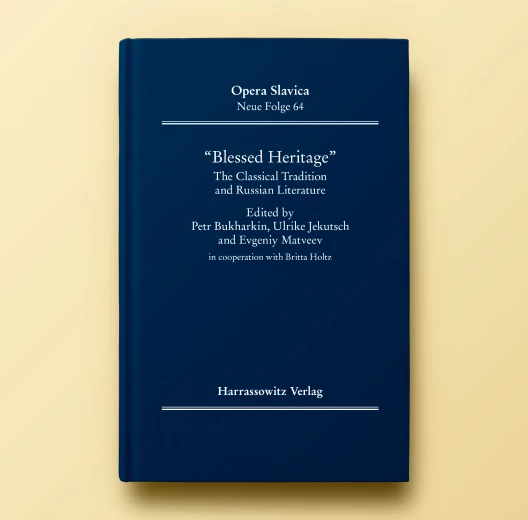 Opera Slavica
Neue Folge 64
“Blessed Heritage”
The Classical Tradition
and Russian Literature
Edited by
Petr Bukharkin, Ulrike Jekutsch
and Evgeniy Matveev
in cooperation with Britta Holtz
Harrassowitz Verlag